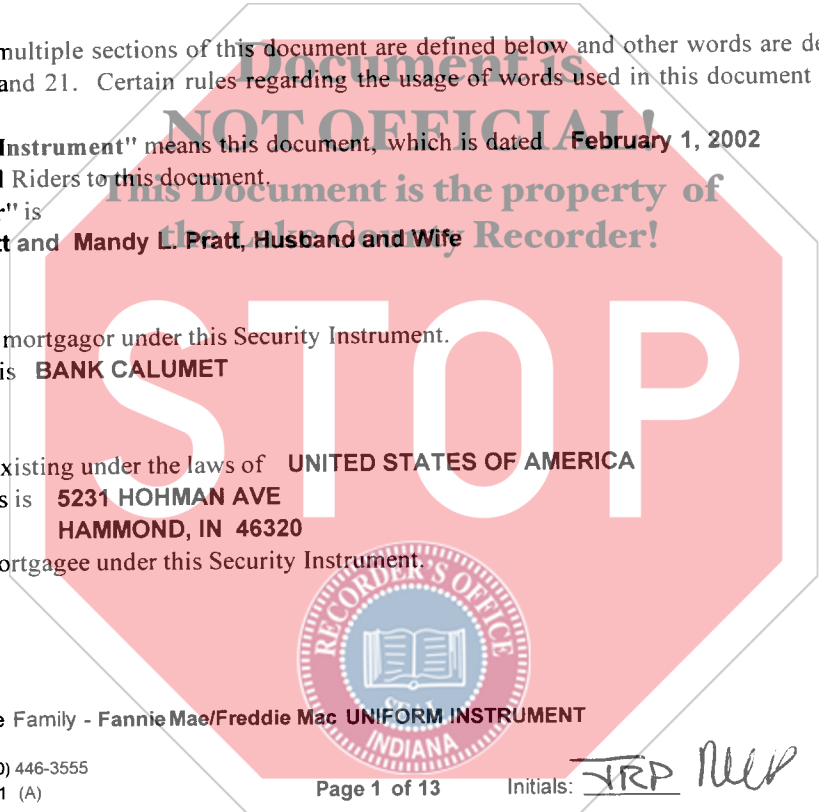 multiple sections of this document are defined below and other words are de
and 21. Certain rules regarding the usage of words used in this document
Document is
Instrument" means this document, which is dated February 1, 2002
NOT OFFICIAL!
Riders to this document.
This Document is the property of
" is
the Lake County Recorder!
t and Mandy L. Pratt, Husband and Wife
mortgagor under this Security Instrument.
is BANK CALUMET
STOP
xisting under the laws of UNITED STATES OF AMERICA
s is 5231 HOHMAN AVE
HAMMOND, IN 46320
ortgagee under this Security Instrument.
RECORDER'S OFFICE
SEAL
INDIANA
e Family - Fannie Mae/Freddie Mac UNIFORM INSTRUMENT
0) 446-3555
1 (A)
Page 1 of 13
Initials: JRP MLP